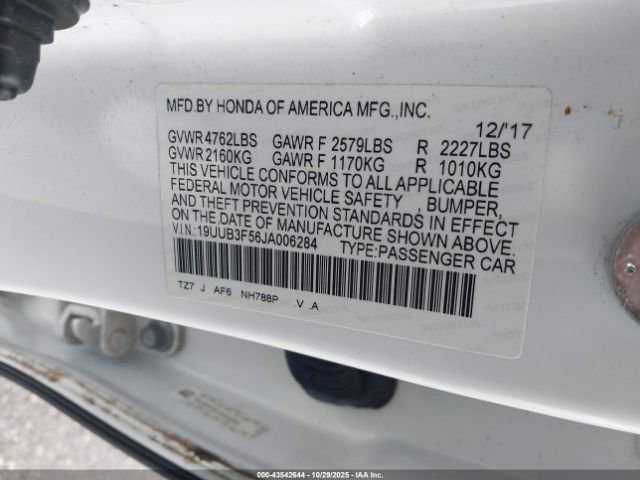 MFD.BY HONDA OF AMERICA MFG.,INC.
12/'17
GVWR 4762LBS GAWR F 2579LBS R 2227LBS
GVWR 2160KG GAWR F 1170KG R 1010KG
THIS VEHICLE CONFORMS TO ALL APPLICABLE
FEDERAL MOTOR VEHICLE SAFETY , BUMPER,
AND THEFT PREVENTION STANDARDS IN EFFECT
ON THE DATE OF MANUFACTURE SHOWN ABOVE.
V.I.N.:19UUB3F56JA006284 TYPE:PASSENGER CAR
TZ7 J AF6 NH788P .V .A
000-43542644 10/29/2025 IAA